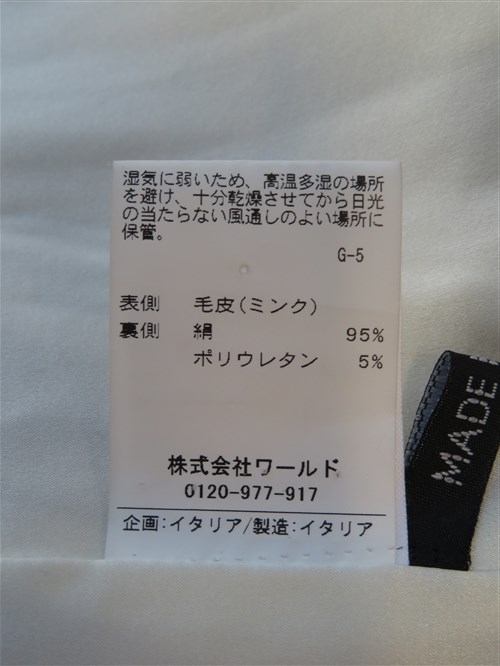 湿気に弱いため、高温多湿の場所
を避け、十分乾燥させてから日光
の当たらない風通しのよい場所に
保管。
G-5
表側 毛皮(ミンク)
裏側 絹 95%
ポリウレタン 5%
株式会社ワールド
0120-977-917
企画:イタリア/製造:イタリア
MADE